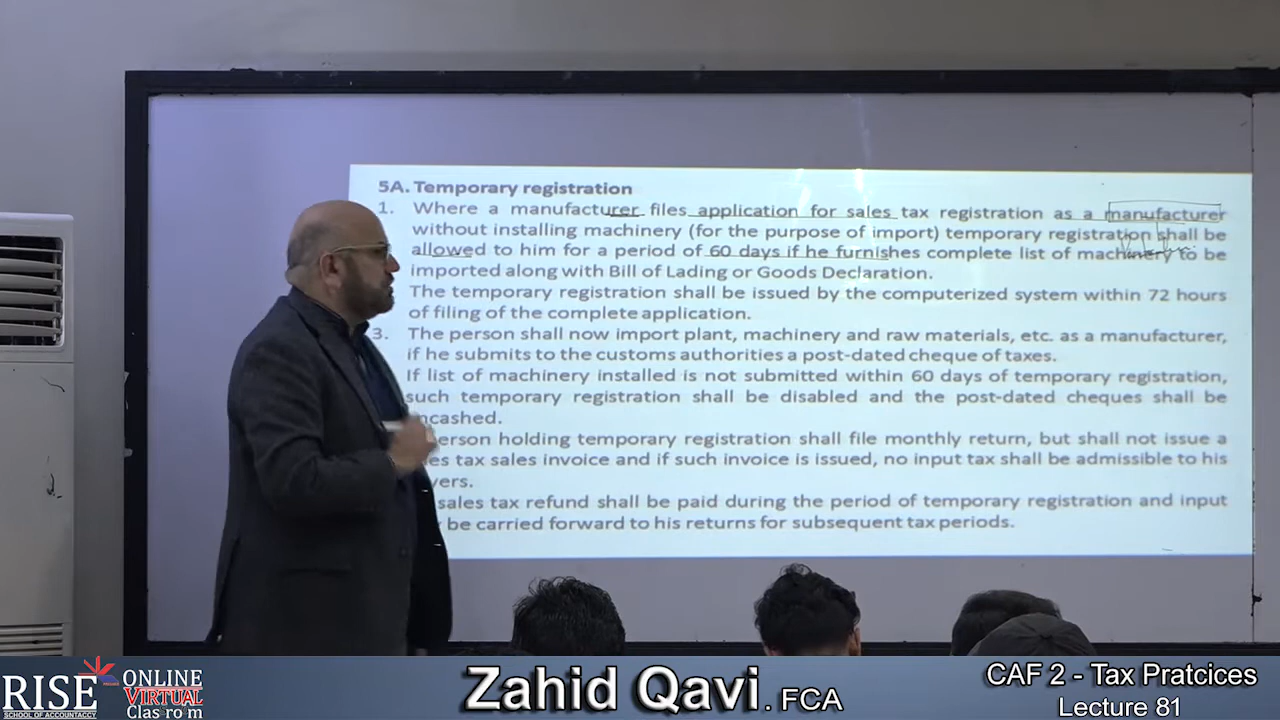 5A. Temporary registration
1. Where a manufacturer files application for sales tax registration as a manufacturer
without installing machinery (for the purpose of import) temporary registration shall be
allowed to him for a period of 60 days if he furnishes complete list of machinery to be
imported along with Bill of Lading or Goods Declaration.
The temporary registration shall be issued by the computerized system within 72 hours
of filing of the complete application.
3. The person shall now import plant, machinery and raw materials, etc. as a manufacturer,
if he submits to the customs authorities a post-dated cheque of taxes.
If list of machinery installed is not submitted within 60 days of temporary registration,
such temporary registration shall be disabled and the post-dated cheques shall be
ncashed.
erson holding temporary registration shall file monthly return, but shall not issue a
es tax sales invoice and if such invoice is issued, no input tax shall be admissible to his
yers.
sales tax refund shall be paid during the period of temporary registration and input
be carried forward to his returns for subsequent tax periods.
RISE
SCHOOL OF ACCOUNTACCY
ONLINE
VIRTUAL
Clasrom
Zahid Qavi. FCA
CAF 2 - Tax Pratcices
Lecture 81